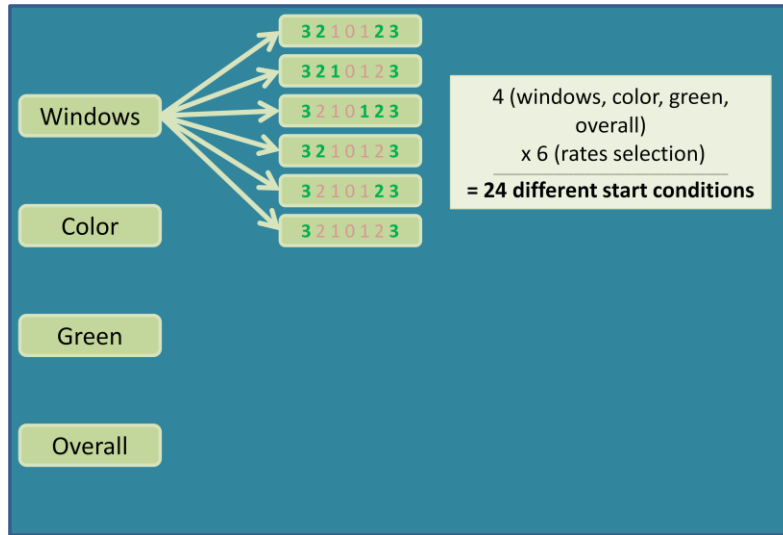 3 2 1 0 1 2 3
3 2 1 0 1 2 3
Windows
3 2 1 0 1 2 3
3 2 1 0 1 2 3
3 2 1 0 1 2 3
3 2 1 0 1 2 3
Color
Green
Overall
4 (windows, color, green,
overall)
x 6 (rates selection)
= 24 different start conditions